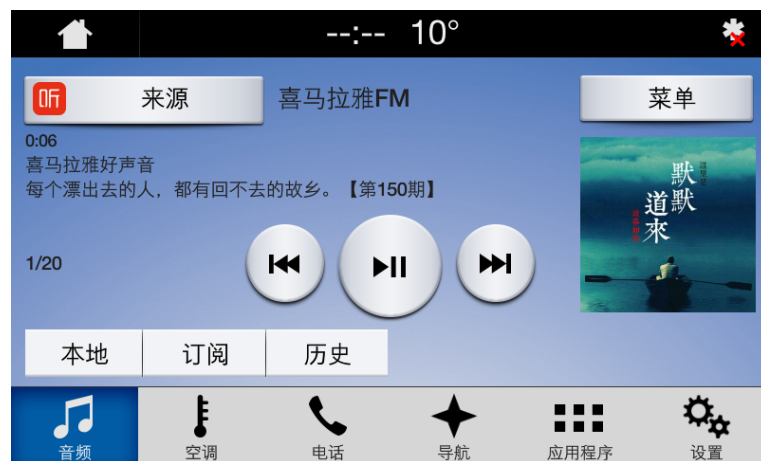 --:-- 10°
听 来源 喜马拉雅FM 菜单
0:06
喜马拉雅好声音
每个漂出去的人，都有回不去的故乡。【第150期】
默默
道來
1/20
本地 订阅 历史
音频 空调 电话 导航 应用程序 设置